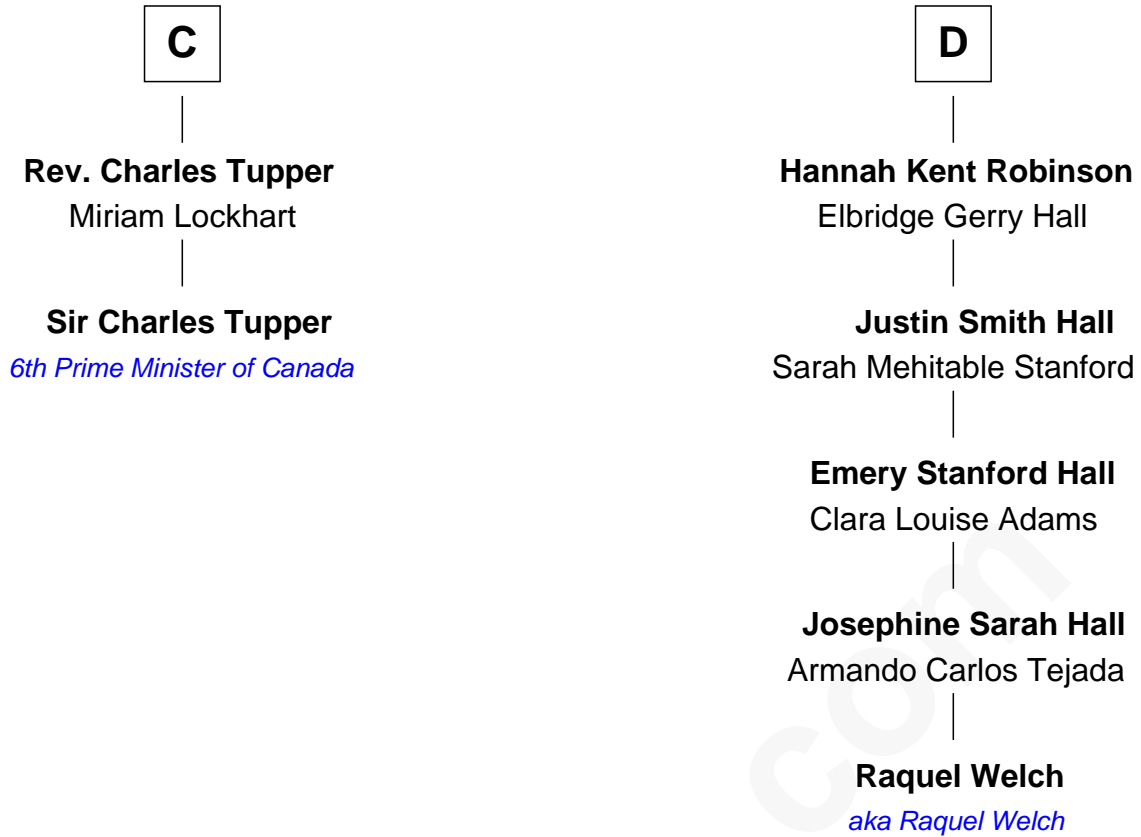 C
Rev. Charles Tupper
Miriam Lockhart
Sir Charles Tupper
6th Prime Minister of Canada
D
Hannah Kent Robinson
Elbridge Gerry Hall
Justin Smith Hall
Sarah Mehitable Stanford
Emery Stanford Hall
Clara Louise Adams
Josephine Sarah Hall
Armando Carlos Tejada
Raquel Welch
aka Raquel Welch
com